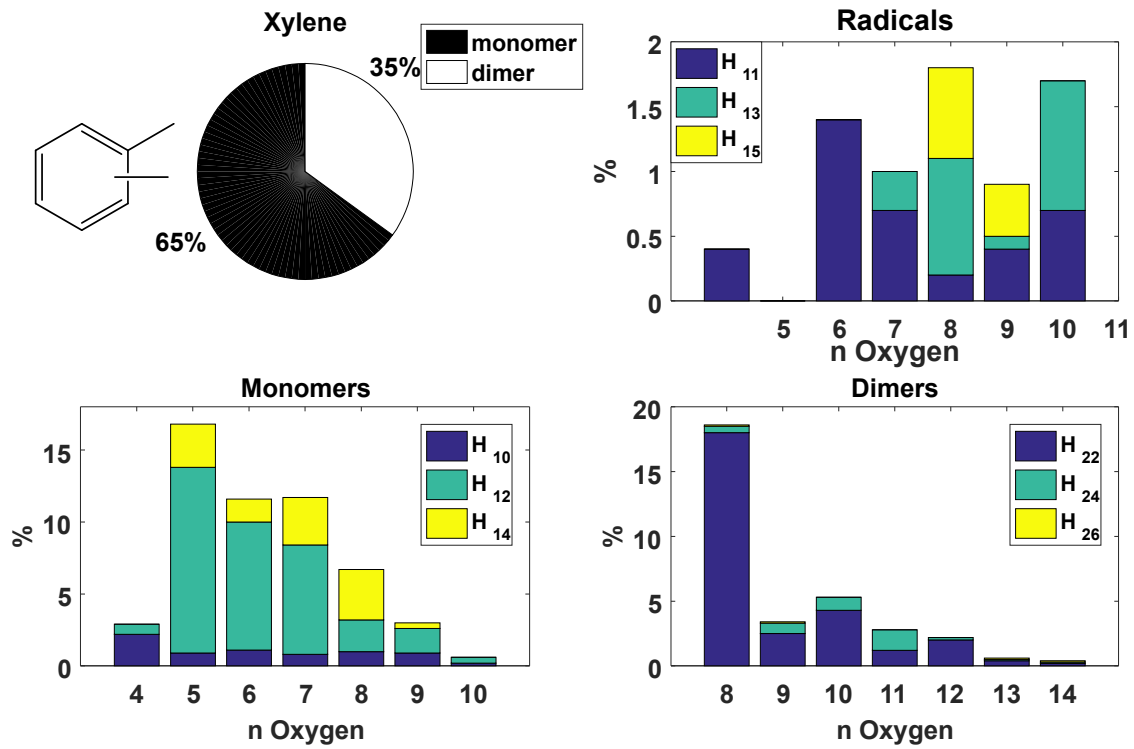 Xylene
monomer
dimer
35%
65%
Radicals
2
1.5
1
0.5
0
%
H 11
H 13
H 15
5 6 7 8 9 10 11
n Oxygen
Monomers
15
10
5
0
%
H 10
H 12
H 14
4 5 6 7 8 9 10
n Oxygen
Dimers
20
15
10
5
0
%
H 22
H 24
H 26
8 9 10 11 12 13 14
n Oxygen